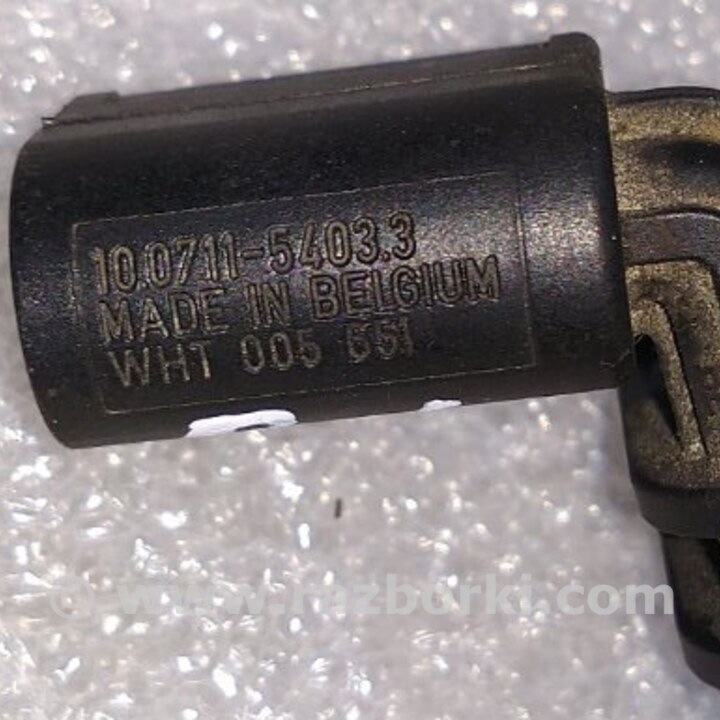 10.0711-5403.3
MADE IN BELGIUM
WHT 005 651
© www.razborki.com